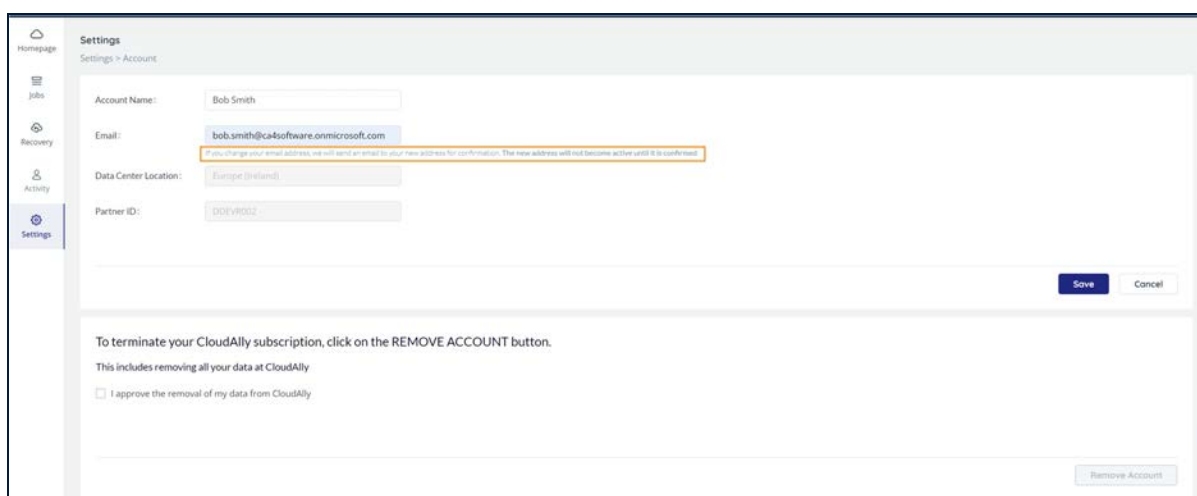 Homepage
Jobs
Recovery
Activity
Settings
Settings
Settings > Account
Account Name : Bob Smith
Email : bob.smith@ca4software.onmicrosoft.com
If you change your email address, we will send an email to your new address for confirmation. The new address will not become active until it is confirmed.
Data Center Location : Europe (Ireland)
Partner ID : DOEVR002
Save Cancel
To terminate your CloudAlly subscription, click on the REMOVE ACCOUNT button.
This includes removing all your data at CloudAlly
I approve the removal of my data from CloudAlly
Remove Account